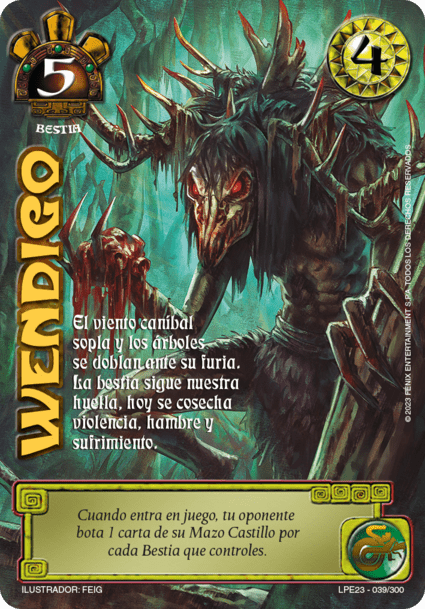 5
4
BESTIA
WENDIGO
El viento caníbal
sopla y los árboles
se doblan ante su furia.
La bestia sigue nuestra
huella, hoy se cosecha
violencia, hambre y
sufrimiento.
© 2023 FÉNIX ENTERTAINMENT S.P.A. TODOS LOS DERECHOS RESERVADOS
Cuando entra en juego, tu oponente
bota 1 carta de su Mazo Castillo por
cada Bestia que controles.
ILUSTRADOR: FEIG
LPE23 - 039/300